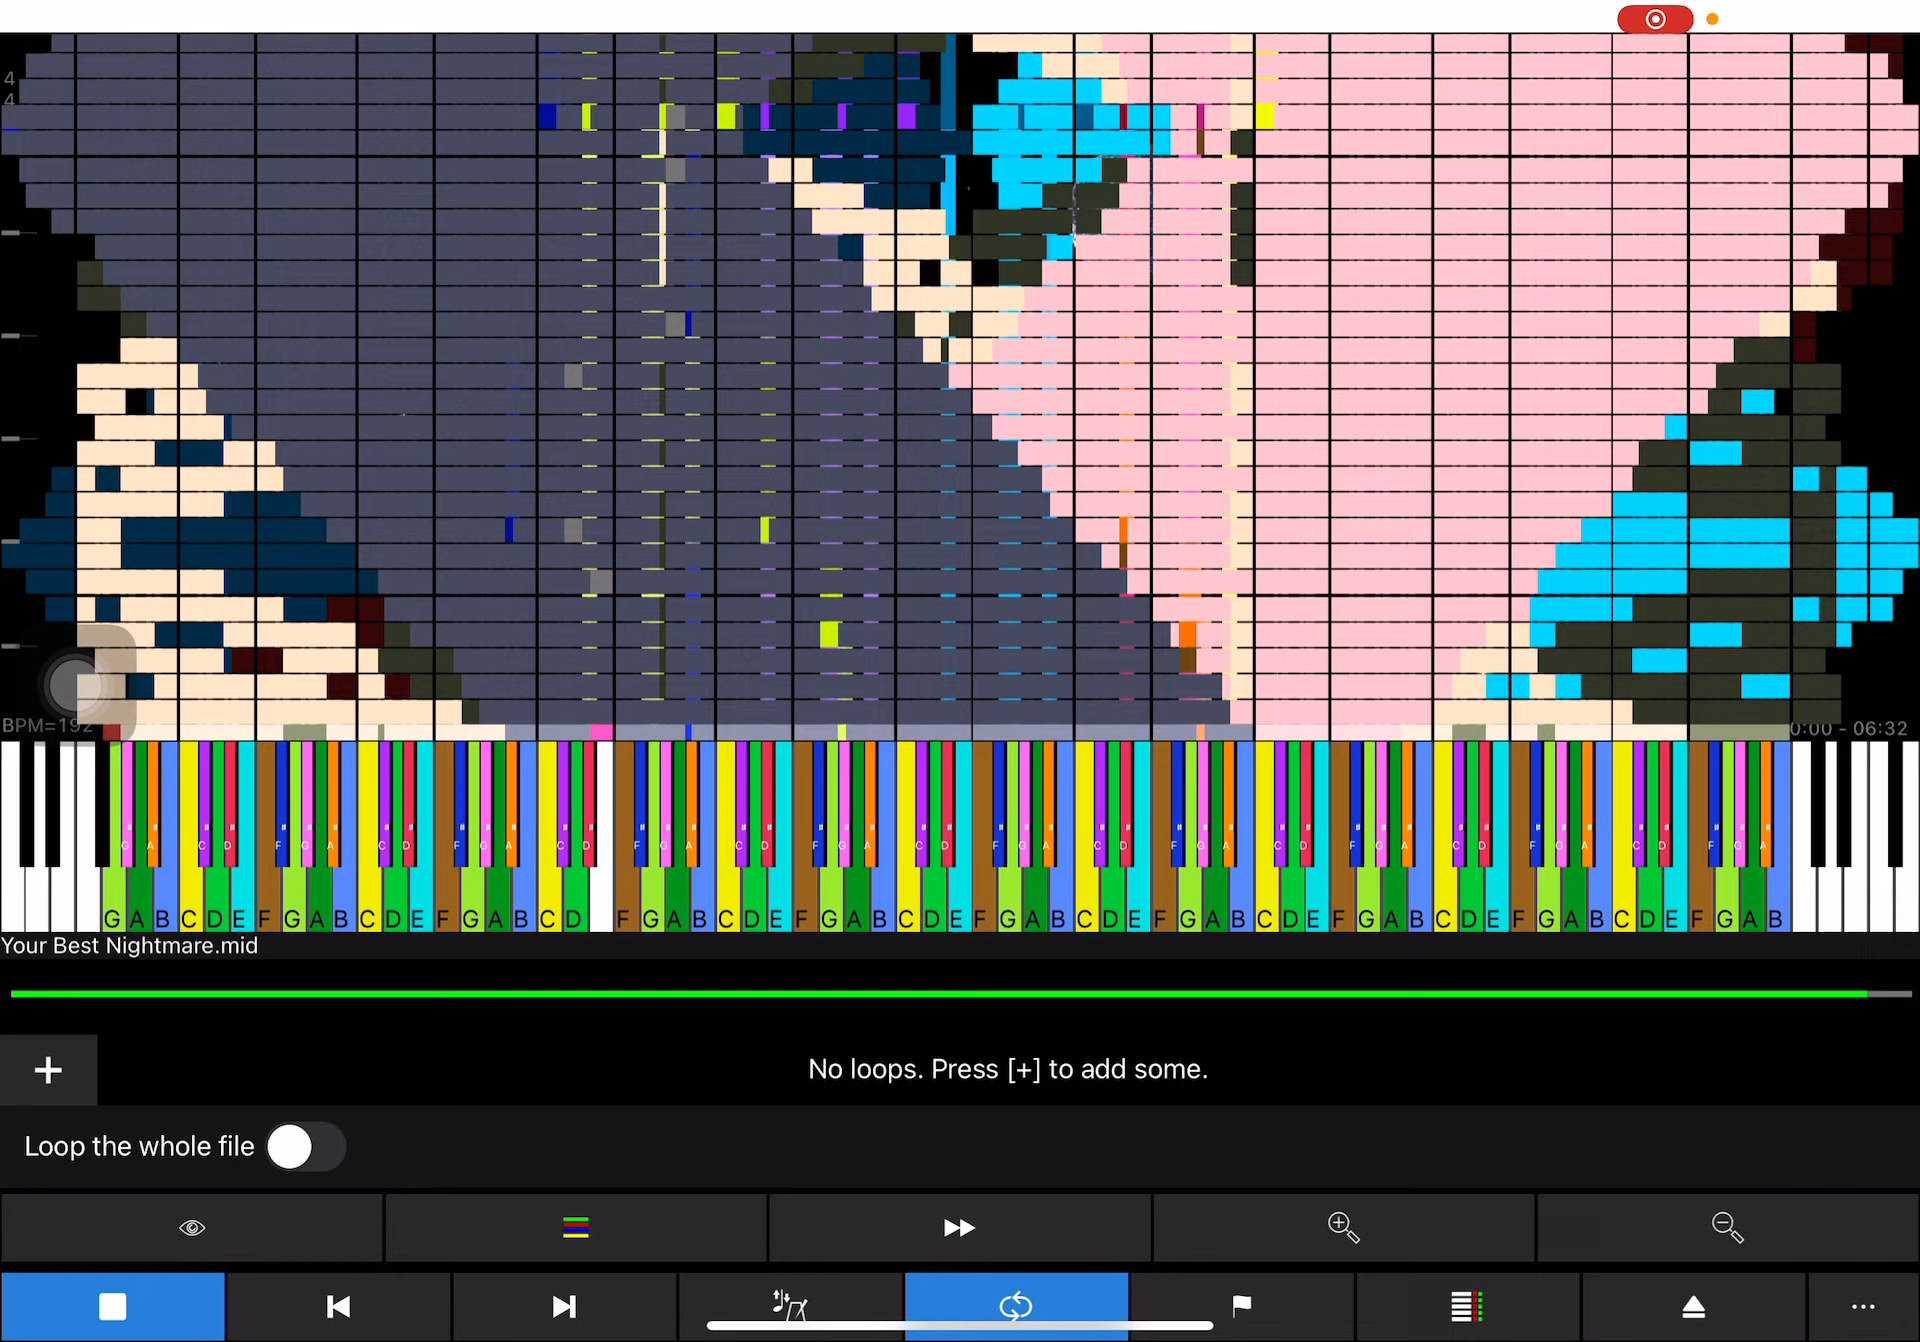 4
4
BPM=192
0:00 - 06:32
# # # # # # # # # # # # # # # # # # # # # # # # # # # # # # # # # # # # # # # # # # # # #
G A C D F G A C D F G A C D F G A C D F G A C D F G A C D F G A C D F G A C D F G A C D F G A
G A B C D E F G A B C D E F G A B C D F G A B C D E F G A B C D E F G A B C D E F G A B C D E F G A B C D E F G A B C D E F G A B
Your Best Nightmare.mid
No loops. Press [+] to add some.
Loop the whole file